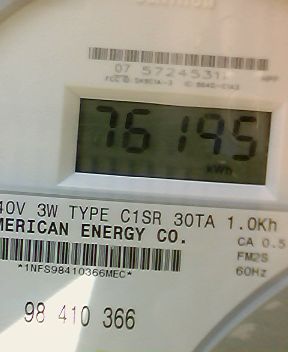 07 5724531
76195
kWh
40V 3W TYPE C1SR 30TA 1.0Kh
MERICAN ENERGY CO.
CA 0.5
FM2S
60Hz
*1NFS98410366MEC*
98 410 366